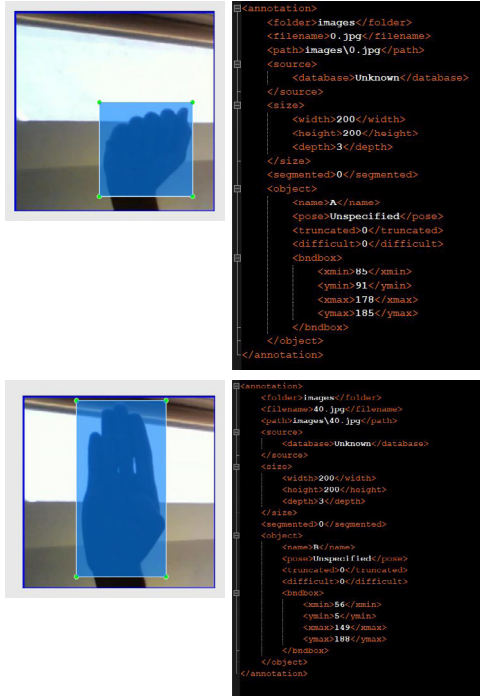 <annotation>
<folder>images</folder>
<filename>0.jpg</filename>
<path>images\0.jpg</path>
<source>
<database>Unknown</database>
</source>
<size>
<width>200</width>
<height>200</height>
<depth>3</depth>
</size>
<segmented>0</segmented>
<object>
<name>A</name>
<pose>Unspecified</pose>
<truncated>0</truncated>
<difficult>0</difficult>
<bndbox>
<xmin>85</xmin>
<ymin>91</ymin>
<xmax>178</xmax>
<ymax>185</ymax>
</bndbox>
</object>
</annotation>
<annotation>
<folder>images</folder>
<filename>40.jpg</filename>
<path>images\40.jpg</path>
<source>
<database>Unknown</database>
</source>
<size>
<width>200</width>
<height>200</height>
<depth>3</depth>
</size>
<segmented>0</segmented>
<object>
<name>B</name>
<pose>Unspecified</pose>
<truncated>0</truncated>
<difficult>0</difficult>
<bndbox>
<xmin>56</xmin>
<ymin>5</ymin>
<xmax>149</xmax>
<ymax>188</ymax>
</bndbox>
</object>
</annotation>